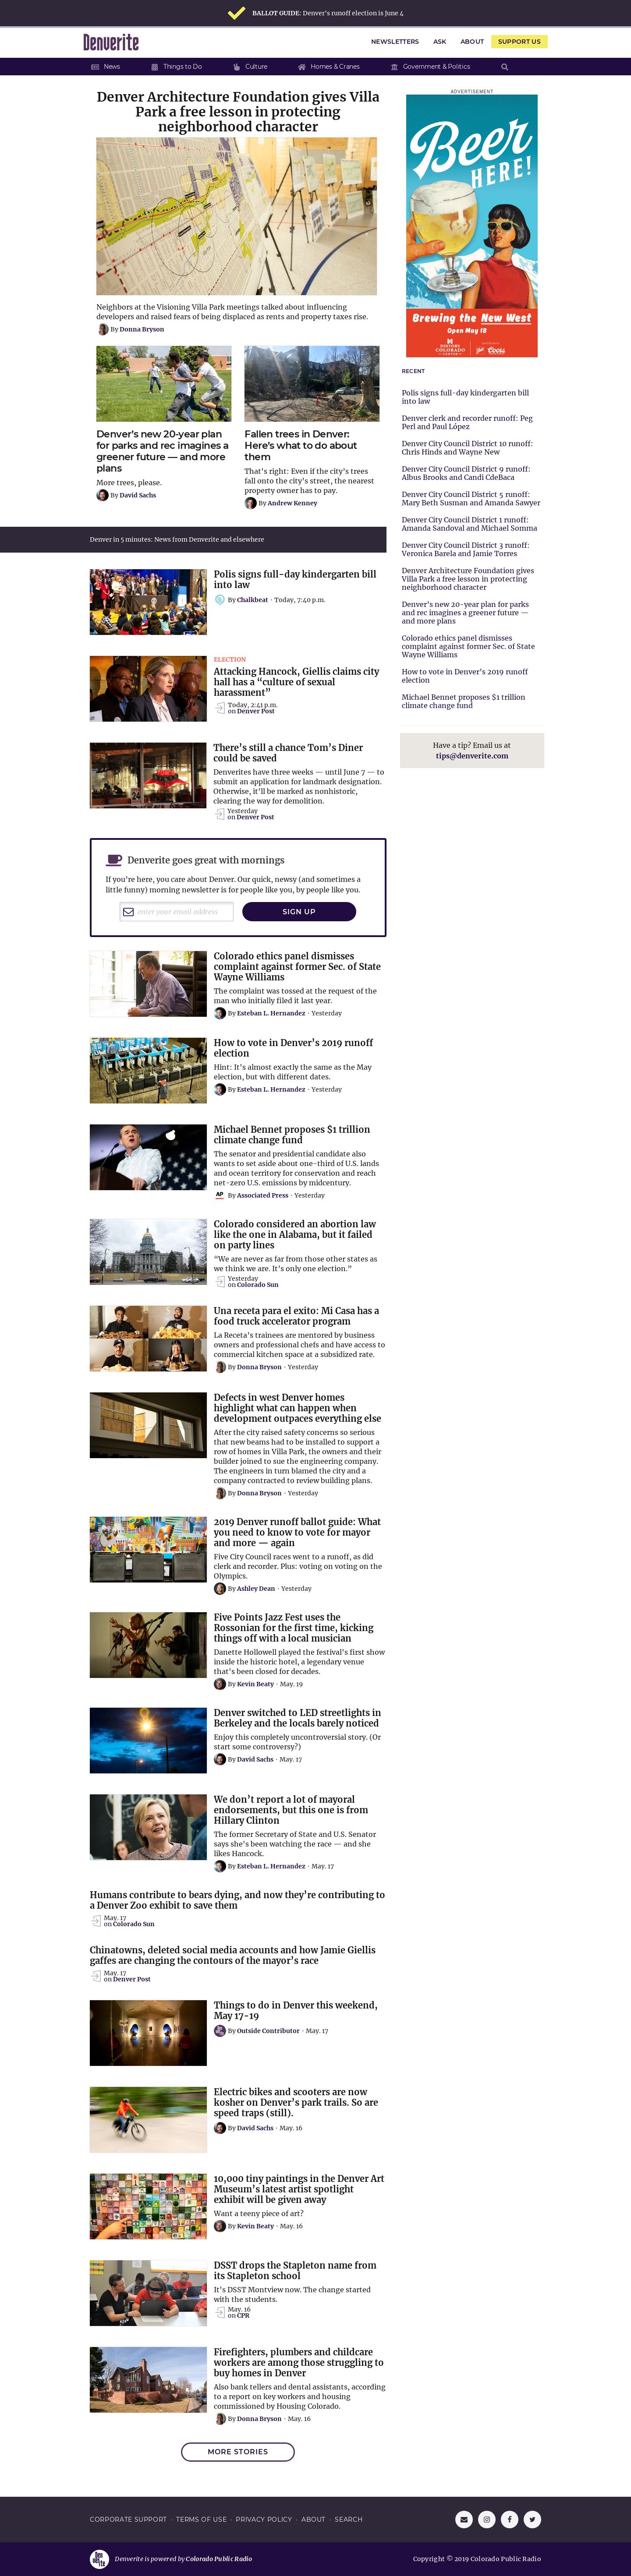 BALLOT GUIDE: Denver's runoff election is June 4
Denverite
NEWSLETTERS
ASK
ABOUT
SUPPORT US
News
Things to Do
Culture
Homes & Cranes
Government & Politics
Denver Architecture Foundation gives Villa
Park a free lesson in protecting
neighborhood character
Neighbors at the Visioning Villa Park meetings talked about influencing
developers and raised fears of being displaced as rents and property taxes rise.
By Donna Bryson
Denver's new 20-year plan
for parks and rec imagines a
greener future — and more
plans
More trees, please.
By David Sachs
Fallen trees in Denver:
Here's what to do about
them
That's right: Even if the city's trees
fall onto the city's street, the nearest
property owner has to pay.
By Andrew Kenney
Denver in 5 minutes: News from Denverite and elsewhere
Polis signs full-day kindergarten bill
into law
By Chalkbeat · Today, 7:40 p.m.
ELECTION
Attacking Hancock, Giellis claims city
hall has a “culture of sexual
harassment”
Today, 2:41 p.m.
on Denver Post
There’s still a chance Tom’s Diner
could be saved
Denverites have three weeks — until June 7 — to
submit an application for landmark designation.
Otherwise, it'll be marked as nonhistoric,
clearing the way for demolition.
Yesterday
on Denver Post
Denverite goes great with mornings
If you’re here, you care about Denver. Our quick, newsy (and sometimes a
little funny) morning newsletter is for people like you, by people like you.
enter your email address
SIGN UP
Colorado ethics panel dismisses
complaint against former Sec. of State
Wayne Williams
The complaint was tossed at the request of the
man who initially filed it last year.
By Esteban L. Hernandez · Yesterday
How to vote in Denver’s 2019 runoff
election
Hint: It's almost exactly the same as the May
election, but with different dates.
By Esteban L. Hernandez · Yesterday
Michael Bennet proposes $1 trillion
climate change fund
The senator and presidential candidate also
wants to set aside about one-third of U.S. lands
and ocean territory for conservation and reach
net-zero U.S. emissions by midcentury.
AP
By Associated Press · Yesterday
Colorado considered an abortion law
like the one in Alabama, but it failed
on party lines
“We are never as far from those other states as
we think we are. It’s only one election.”
Yesterday
on Colorado Sun
Una receta para el exito: Mi Casa has a
food truck accelerator program
La Receta's trainees are mentored by business
owners and professional chefs and have access to
commercial kitchen space at a subsidized rate.
By Donna Bryson · Yesterday
Defects in west Denver homes
highlight what can happen when
development outpaces everything else
After the city raised safety concerns so serious
that new beams had to be installed to support a
row of homes in Villa Park, the owners and their
builder joined to sue the engineering company.
The engineers in turn blamed the city and a
company contracted to review building plans.
By Donna Bryson · Yesterday
2019 Denver runoff ballot guide: What
you need to know to vote for mayor
and more — again
Five City Council races went to a runoff, as did
clerk and recorder. Plus: voting on voting on the
Olympics.
By Ashley Dean · Yesterday
Five Points Jazz Fest uses the
Rossonian for the first time, kicking
things off with a local musician
Danette Hollowell played the festival's first show
inside the historic hotel, a legendary venue
that's been closed for decades.
By Kevin Beaty · May. 19
Denver switched to LED streetlights in
Berkeley and the locals barely noticed
Enjoy this completely uncontroversial story. (Or
start some controversy?)
By David Sachs · May. 17
We don’t report a lot of mayoral
endorsements, but this one is from
Hillary Clinton
The former Secretary of State and U.S. Senator
says she's been watching the race — and she
likes Hancock.
By Esteban L. Hernandez · May. 17
Humans contribute to bears dying, and now they’re contributing to
a Denver Zoo exhibit to save them
May. 17
on Colorado Sun
Chinatowns, deleted social media accounts and how Jamie Giellis
gaffes are changing the contours of the mayor’s race
May. 17
on Denver Post
Things to do in Denver this weekend,
May 17-19
By Outside Contributor · May. 17
Electric bikes and scooters are now
kosher on Denver’s park trails. So are
speed traps (still).
By David Sachs · May. 16
10,000 tiny paintings in the Denver Art
Museum’s latest artist spotlight
exhibit will be given away
Want a teeny piece of art?
By Kevin Beaty · May. 16
DSST drops the Stapleton name from
its Stapleton school
It's DSST Montview now. The change started
with the students.
May. 16
on CPR
Firefighters, plumbers and childcare
workers are among those struggling to
buy homes in Denver
Also bank tellers and dental assistants, according
to a report on key workers and housing
commissioned by Housing Colorado.
By Donna Bryson · May. 16
MORE STORIES
ADVERTISEMENT
Beer
HERE!
Brewing the New West
Open May 18
HISTORY
COLORADO
CENTER
Coors
RECENT
Polis signs full-day kindergarten bill
into law
Denver clerk and recorder runoff: Peg
Perl and Paul López
Denver City Council District 10 runoff:
Chris Hinds and Wayne New
Denver City Council District 9 runoff:
Albus Brooks and Candi CdeBaca
Denver City Council District 5 runoff:
Mary Beth Susman and Amanda Sawyer
Denver City Council District 1 runoff:
Amanda Sandoval and Michael Somma
Denver City Council District 3 runoff:
Veronica Barela and Jamie Torres
Denver Architecture Foundation gives
Villa Park a free lesson in protecting
neighborhood character
Denver's new 20-year plan for parks
and rec imagines a greener future —
and more plans
Colorado ethics panel dismisses
complaint against former Sec. of State
Wayne Williams
How to vote in Denver's 2019 runoff
election
Michael Bennet proposes $1 trillion
climate change fund
Have a tip? Email us at
tips@denverite.com
CORPORATE SUPPORT · TERMS OF USE · PRIVACY POLICY · ABOUT · SEARCH
Den
ver
ite
Denverite is powered by Colorado Public Radio
Copyright © 2019 Colorado Public Radio